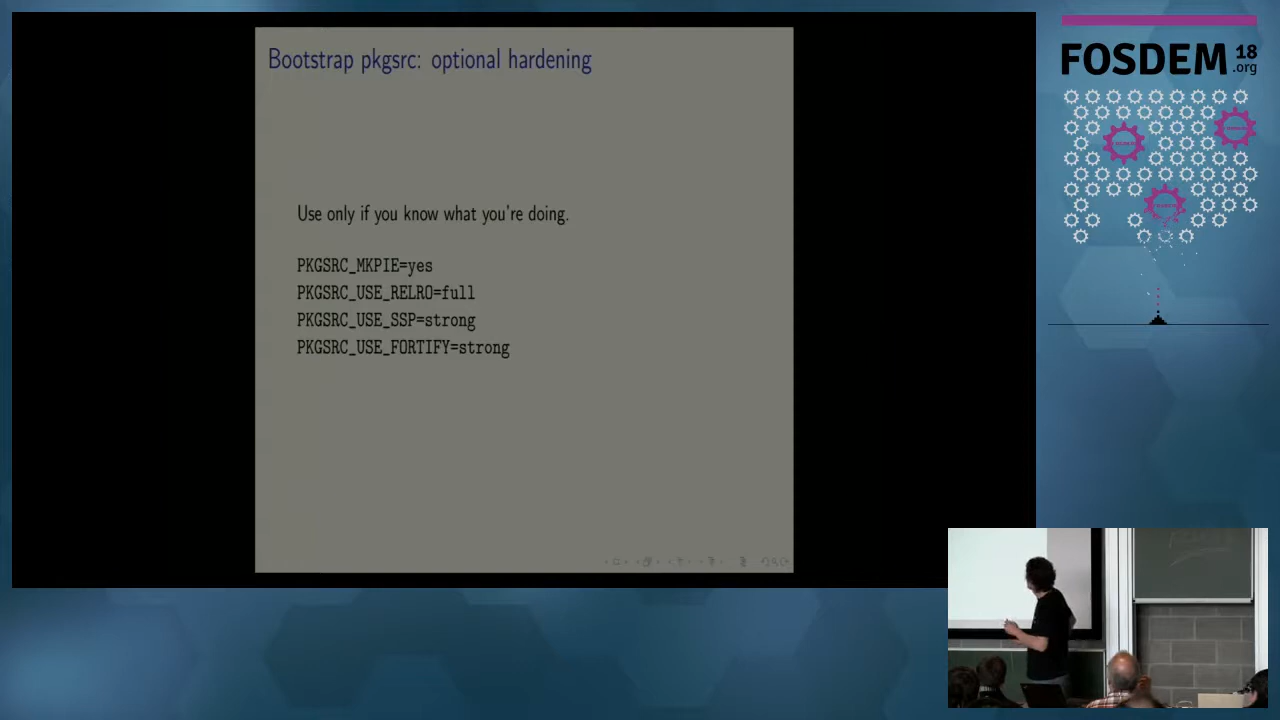 Bootstrap pkgsrc: optional hardening
Use only if you know what you're doing.
PKGSRC_MKPIE=yes
PKGSRC_USE_RELRO=full
PKGSRC_USE_SSP=strong
PKGSRC_USE_FORTIFY=strong
FOSDEM 18
.org